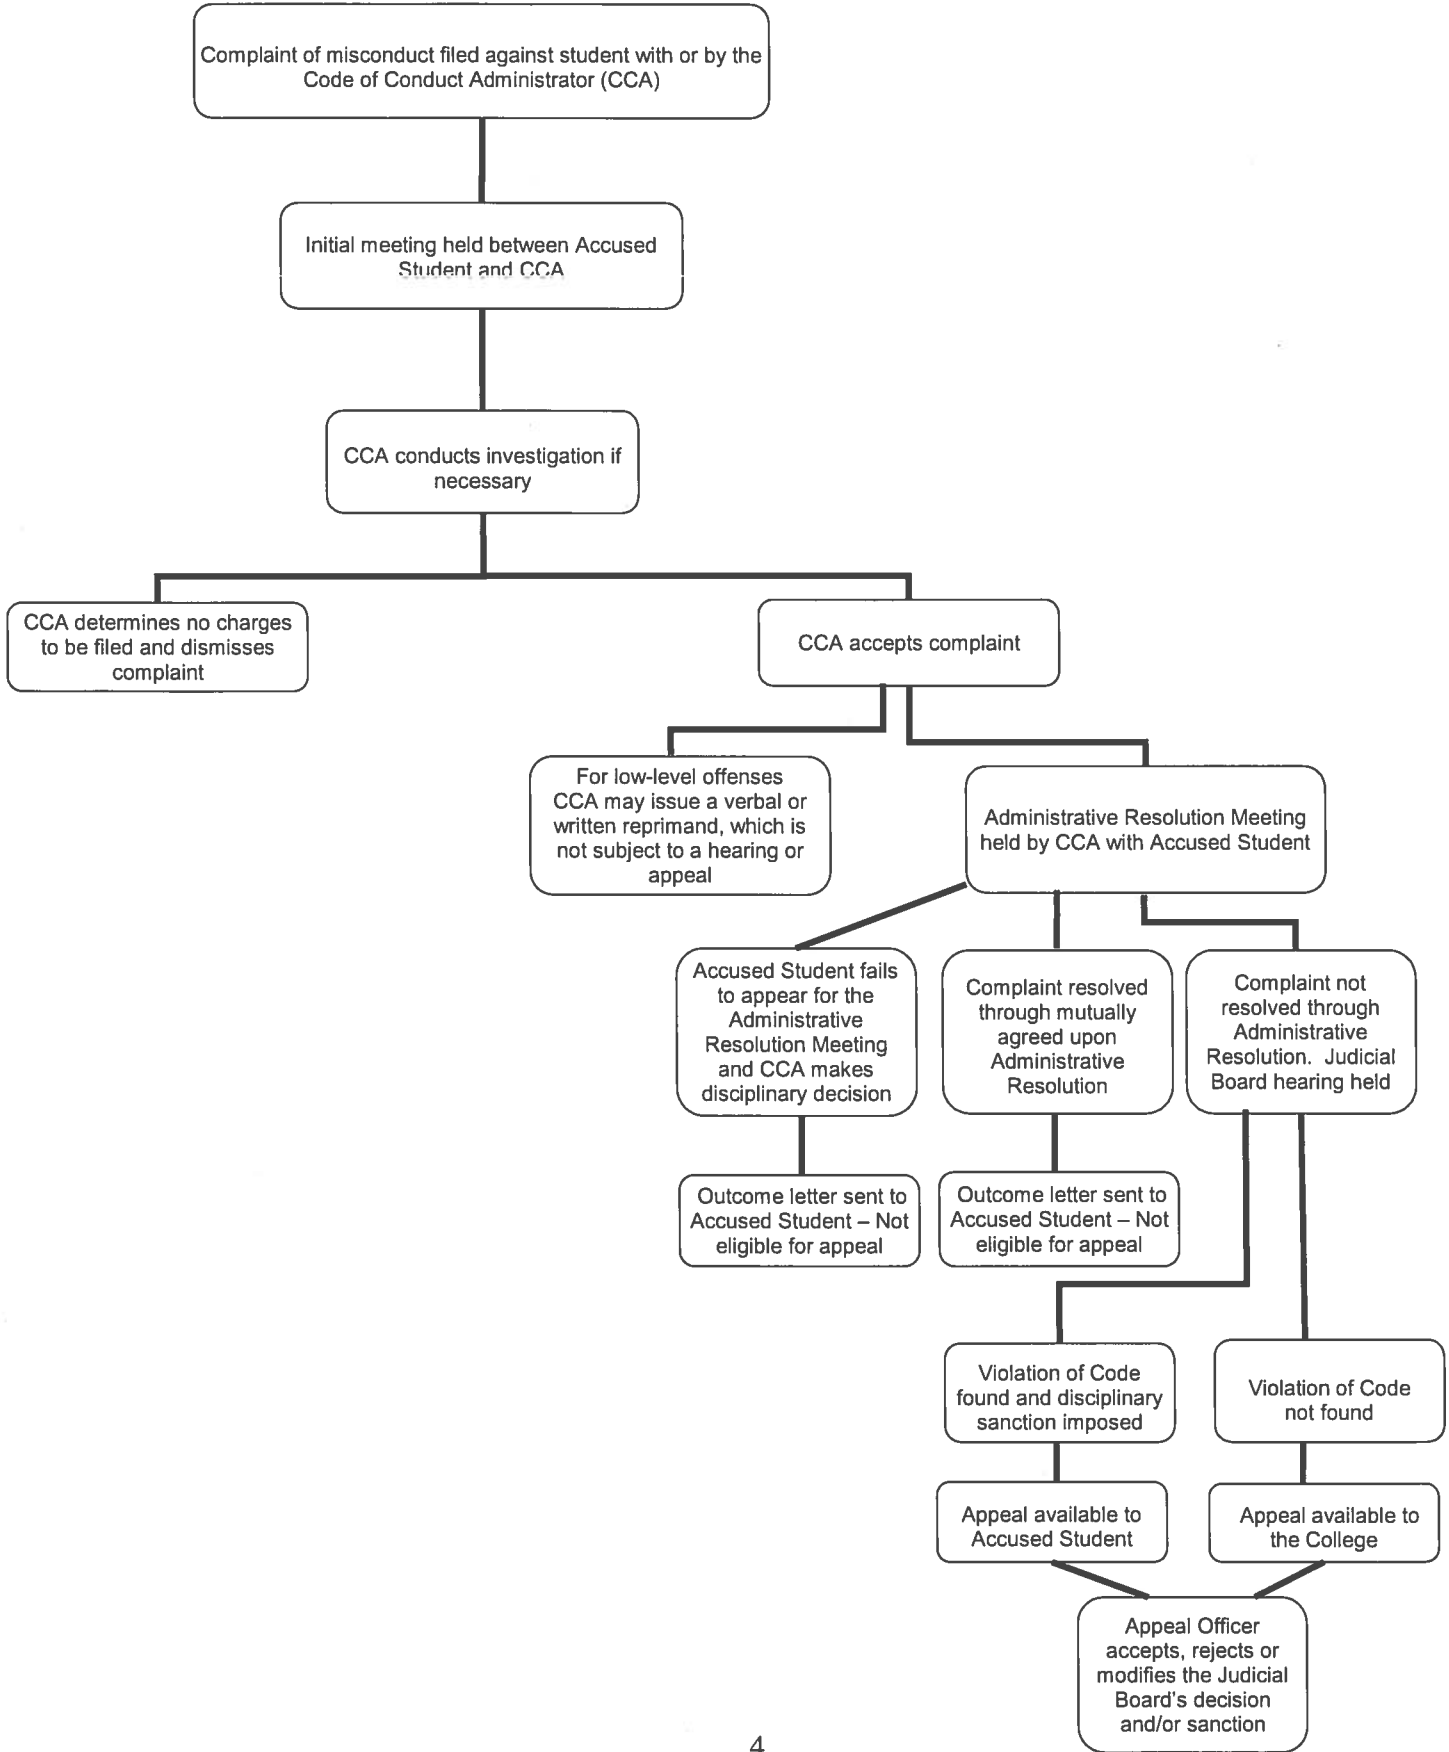 Complaint of misconduct filed against student with or by the
Code of Conduct Administrator (CCA)
Initial meeting held between Accused
Student and CCA
CCA conducts investigation if
necessary
CCA determines no charges
to be filed and dismisses
complaint
CCA accepts complaint
For low-level offenses
CCA may issue a verbal or
written reprimand, which is
not subject to a hearing or
appeal
Administrative Resolution Meeting
held by CCA with Accused Student
Accused Student fails
to appear for the
Administrative
Resolution Meeting
and CCA makes
disciplinary decision
Complaint resolved
through mutually
agreed upon
Administrative
Resolution
Complaint not
resolved through
Administrative
Resolution.  Judicial
Board hearing held
Outcome letter sent to
Accused Student – Not
eligible for appeal
Outcome letter sent to
Accused Student – Not
eligible for appeal
Violation of Code
found and disciplinary
sanction imposed
Violation of Code
not found
Appeal available to
Accused Student
Appeal available to
the College
Appeal Officer
accepts, rejects or
modifies the Judicial
Board's decision
and/or sanction
4